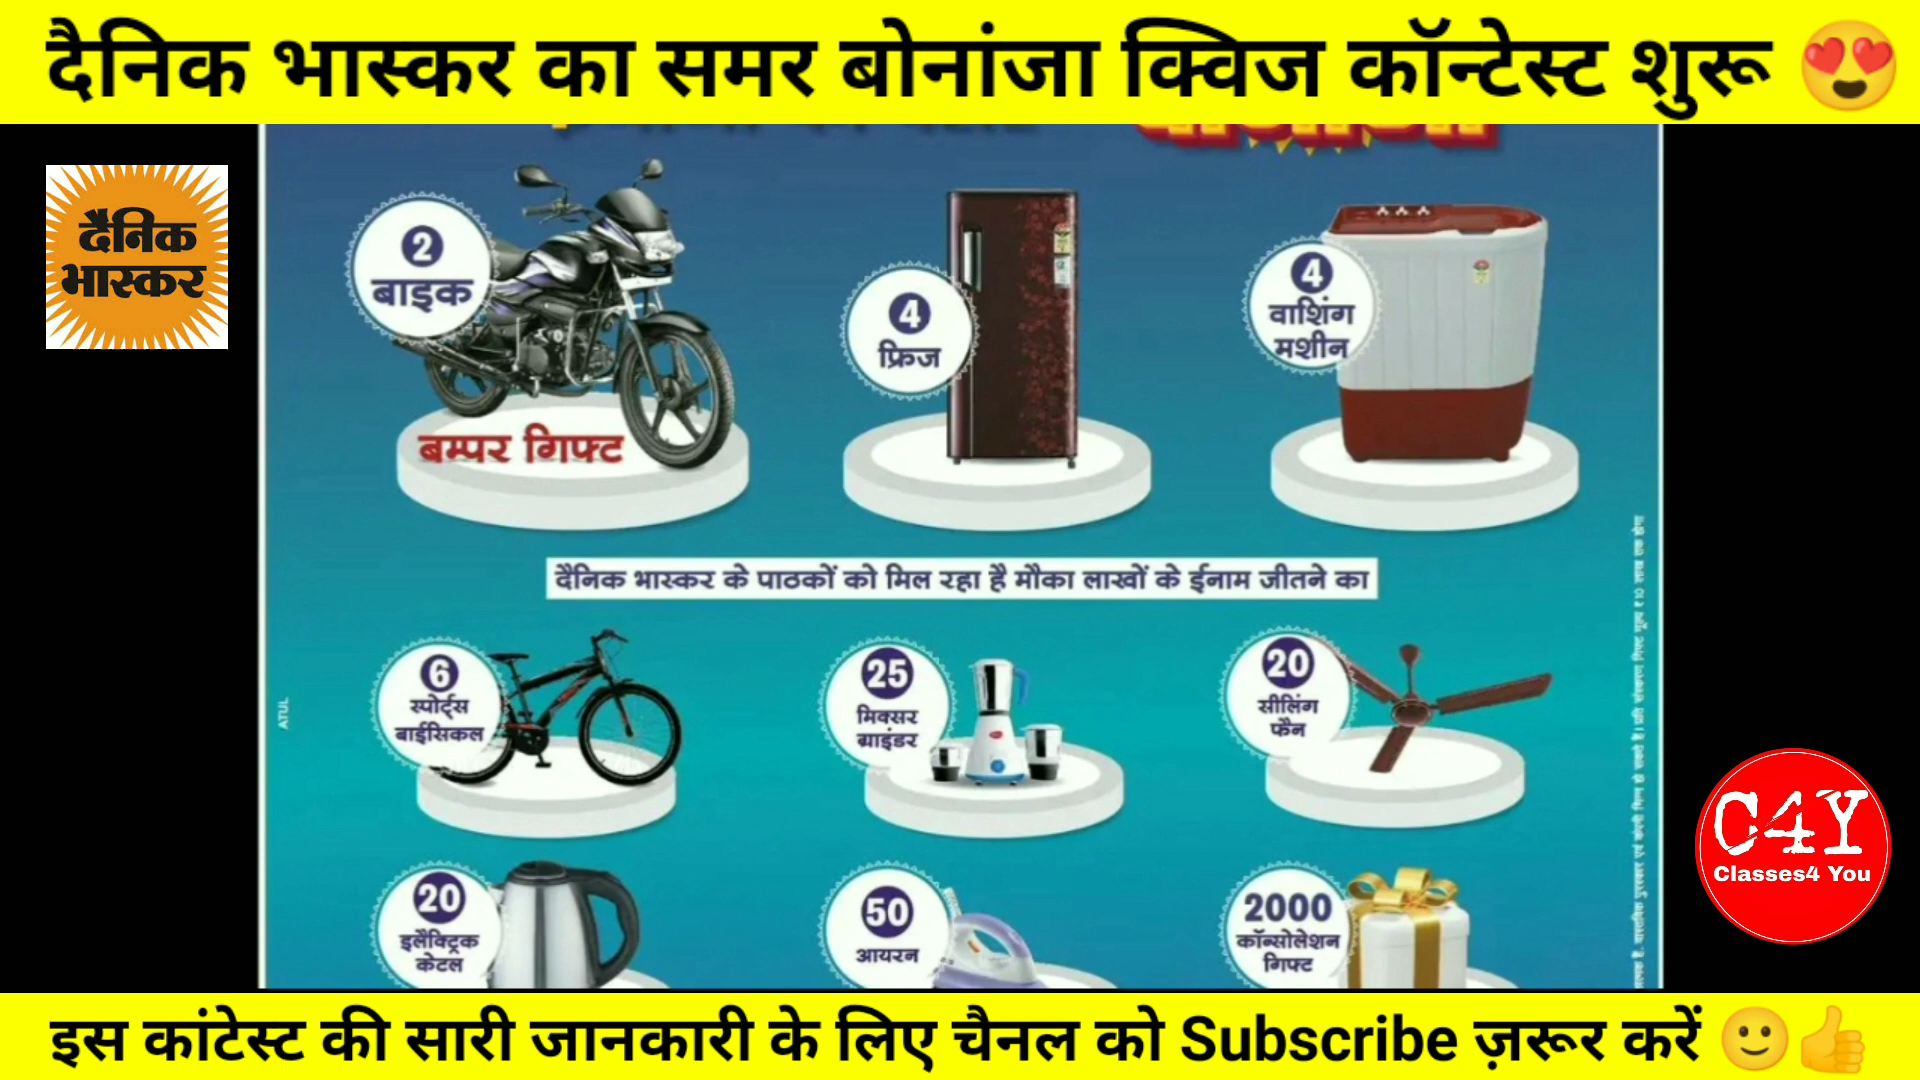 दैनिक भास्कर का समर बोनांजा क्विज कॉन्टेस्ट शुरू 😍
दैनिक
भास्कर
2
बाइक
बम्पर गिफ्ट
4
फ्रिज
4
वाशिंग
मशीन
दैनिक भास्कर के पाठकों को मिल रहा है मौका लाखों के ईनाम जीतने का
6
स्पोर्ट्स
बाईसिकल
25
मिक्सर
ग्राइंडर
20
सीलिंग
फैन
20
इलैक्ट्रिक
केटल
50
आयरन
2000
कॉन्सोलेशन
गिफ्ट
ATUL
C4Y
Classes4 You
इस कांटेस्ट की सारी जानकारी के लिए चैनल को Subscribe ज़रूर करें 🙂👍